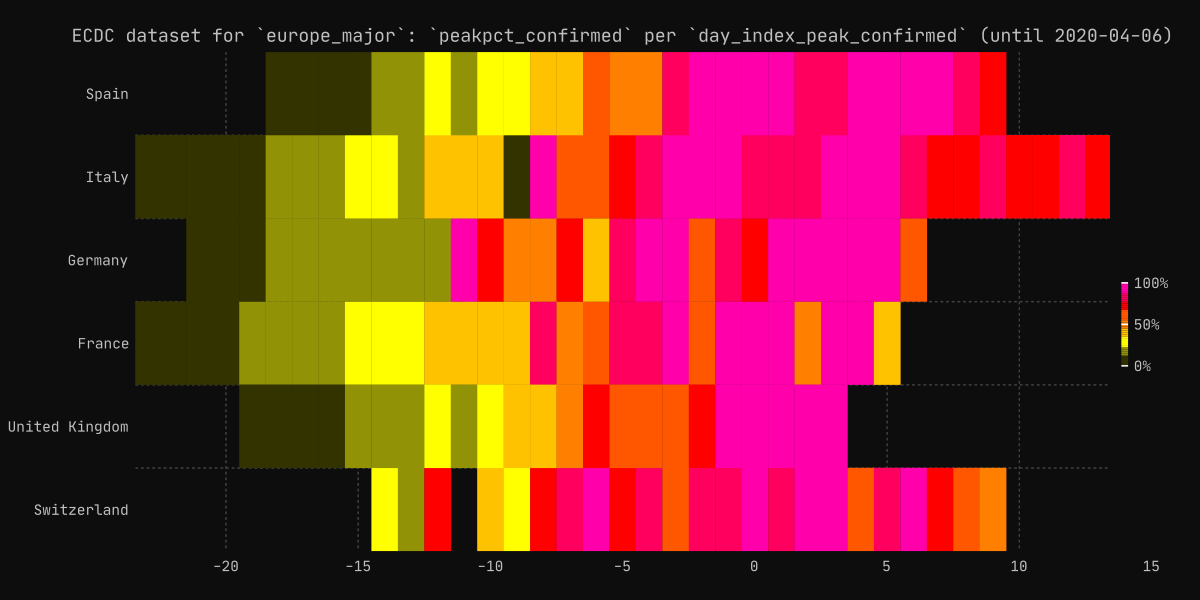 ECDC dataset for `europe_major`: `peakpct_confirmed` per `day_index_peak_confirmed` (until 2020-04-06)
Spain
Italy
Germany
France
United Kingdom
Switzerland
100%
50%
0%
-20 -15 -10 -5 0 5 10 15